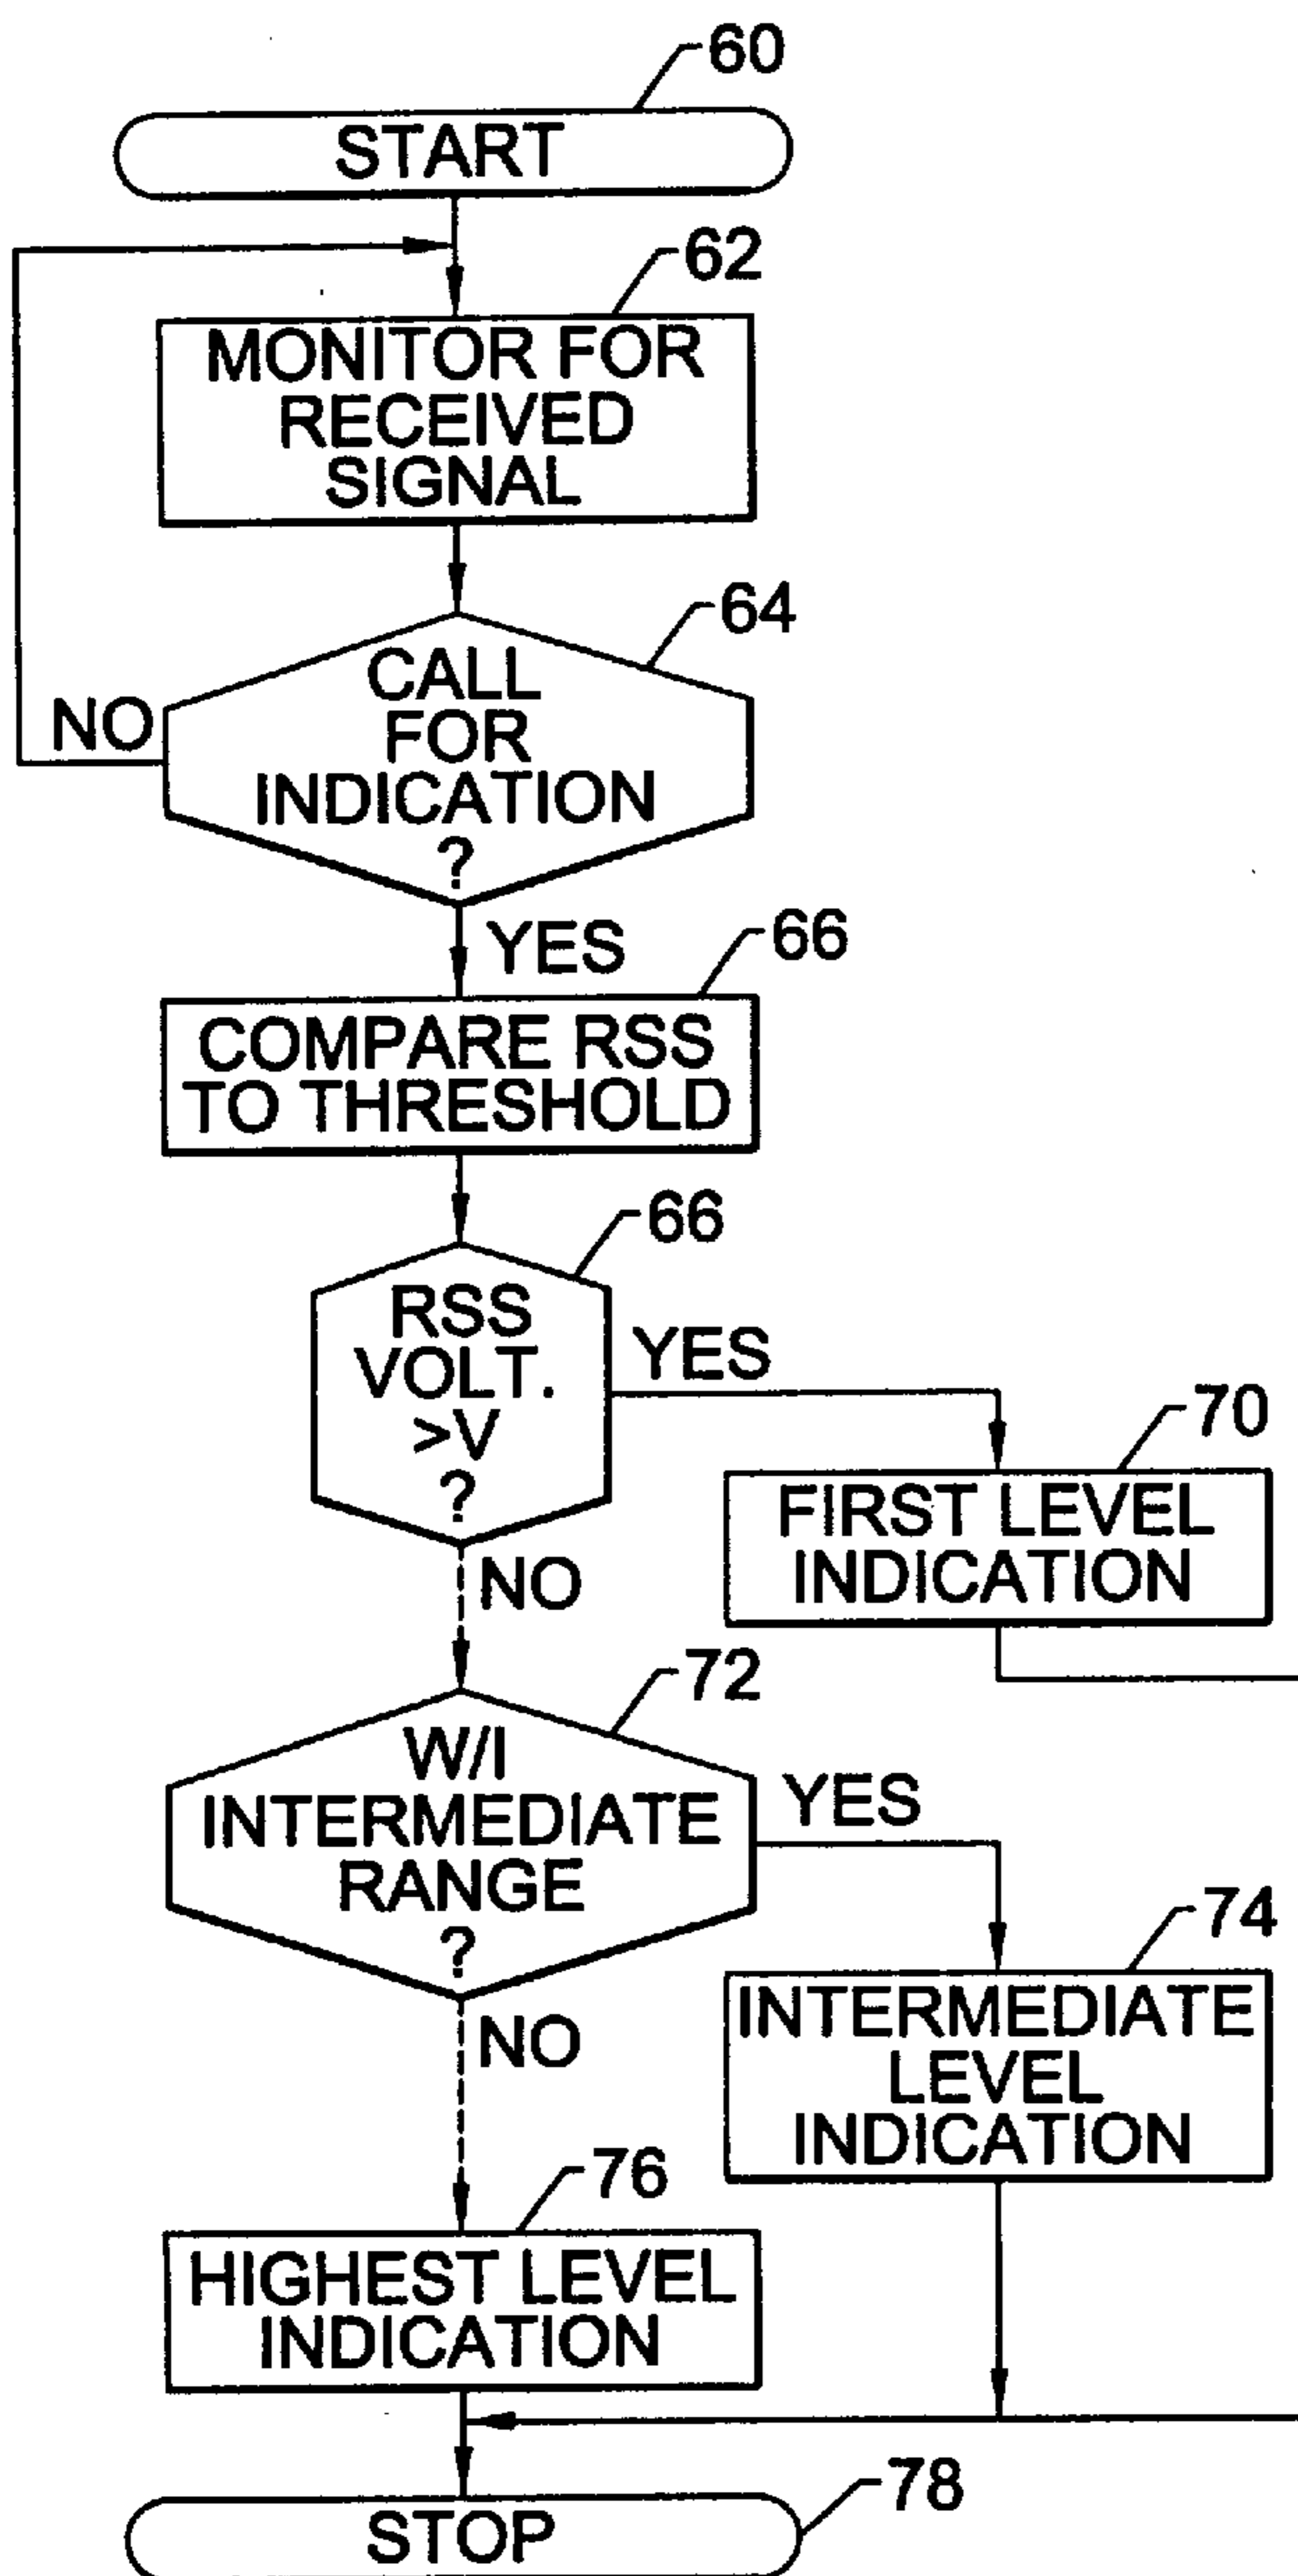 60
START
62
MONITOR FOR
RECEIVED
SIGNAL
64
CALL
FOR
INDICATION
?
NO
YES
66
COMPARE RSS
TO THRESHOLD
66
RSS
VOLT.
>V
?
YES
70
FIRST LEVEL
INDICATION
NO
72
W/I
INTERMEDIATE
RANGE
?
YES
74
INTERMEDIATE
LEVEL
INDICATION
NO
76
HIGHEST LEVEL
INDICATION
78
STOP